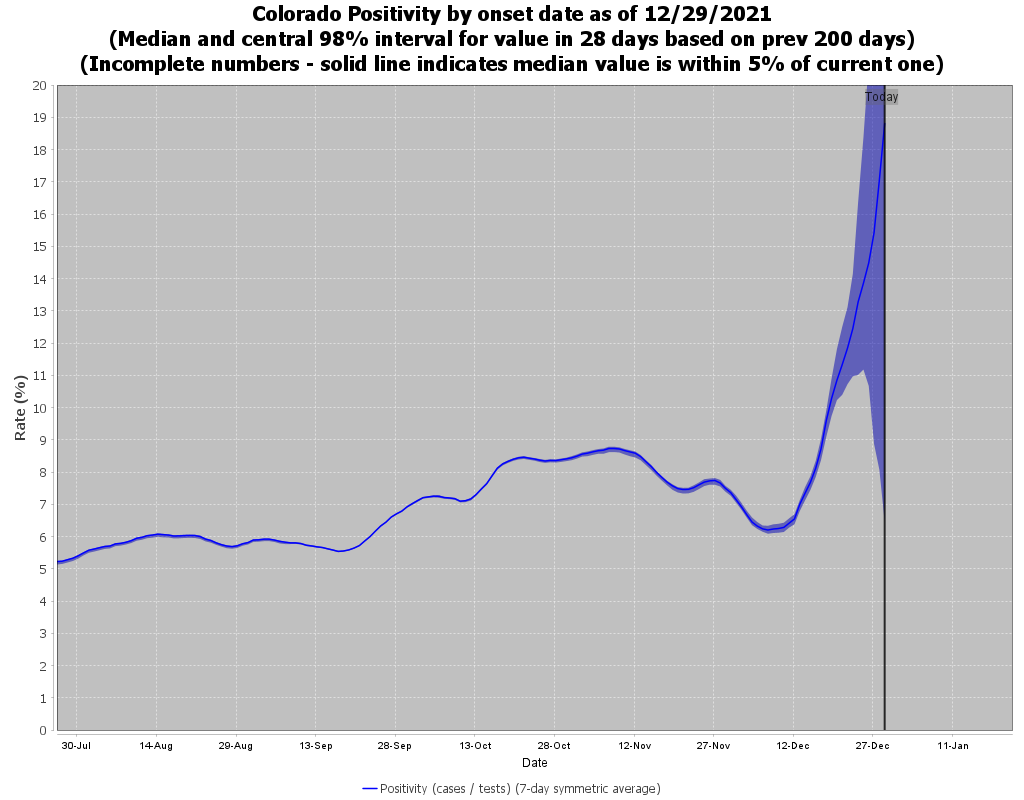 Colorado Positivity by onset date as of 12/29/2021
(Median and central 98% interval for value in 28 days based on prev 200 days)
(Incomplete numbers - solid line indicates median value is within 5% of current one)
Today
20
19
18
17
16
15
14
13
12
11
10
9
8
7
6
5
4
3
2
1
0
Rate (%)
30-Jul 14-Aug 29-Aug 13-Sep 28-Sep 13-Oct 28-Oct 12-Nov 27-Nov 12-Dec 27-Dec 11-Jan
Date
Positivity (cases / tests) (7-day symmetric average)